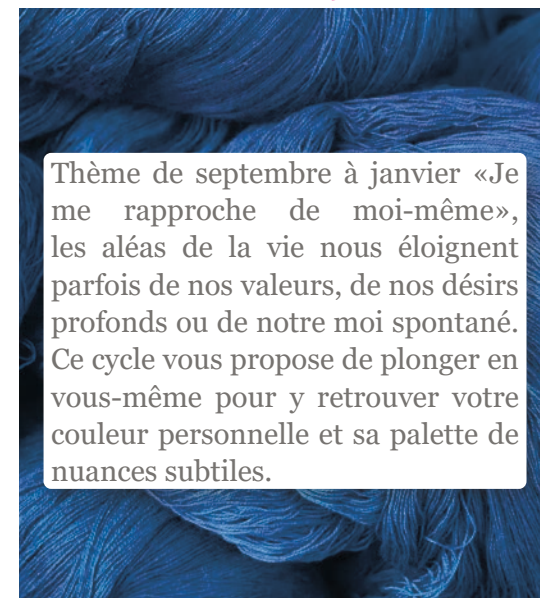 Thème de septembre à janvier «Je
me rapproche de moi-même»,
les aléas de la vie nous éloignent
parfois de nos valeurs, de nos désirs
profonds ou de notre moi spontané.
Ce cycle vous propose de plonger en
vous-même pour y retrouver votre
couleur personnelle et sa palette de
nuances subtiles.